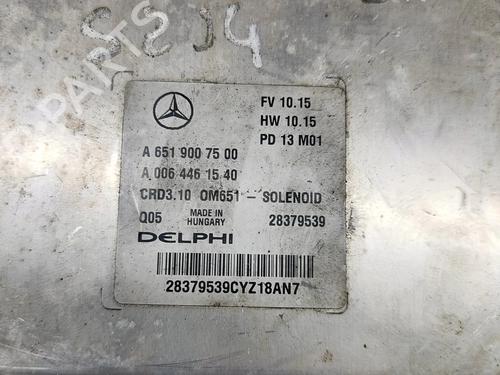 FV 10.15
HW 10.15
PD 13 M01
A 651 900 75 00
A 006 446 15 40
CRD3.10 OM651 - SOLENOID
Q05 MADE IN HUNGARY 28379539
DELPHI
28379539CYZ18AN7